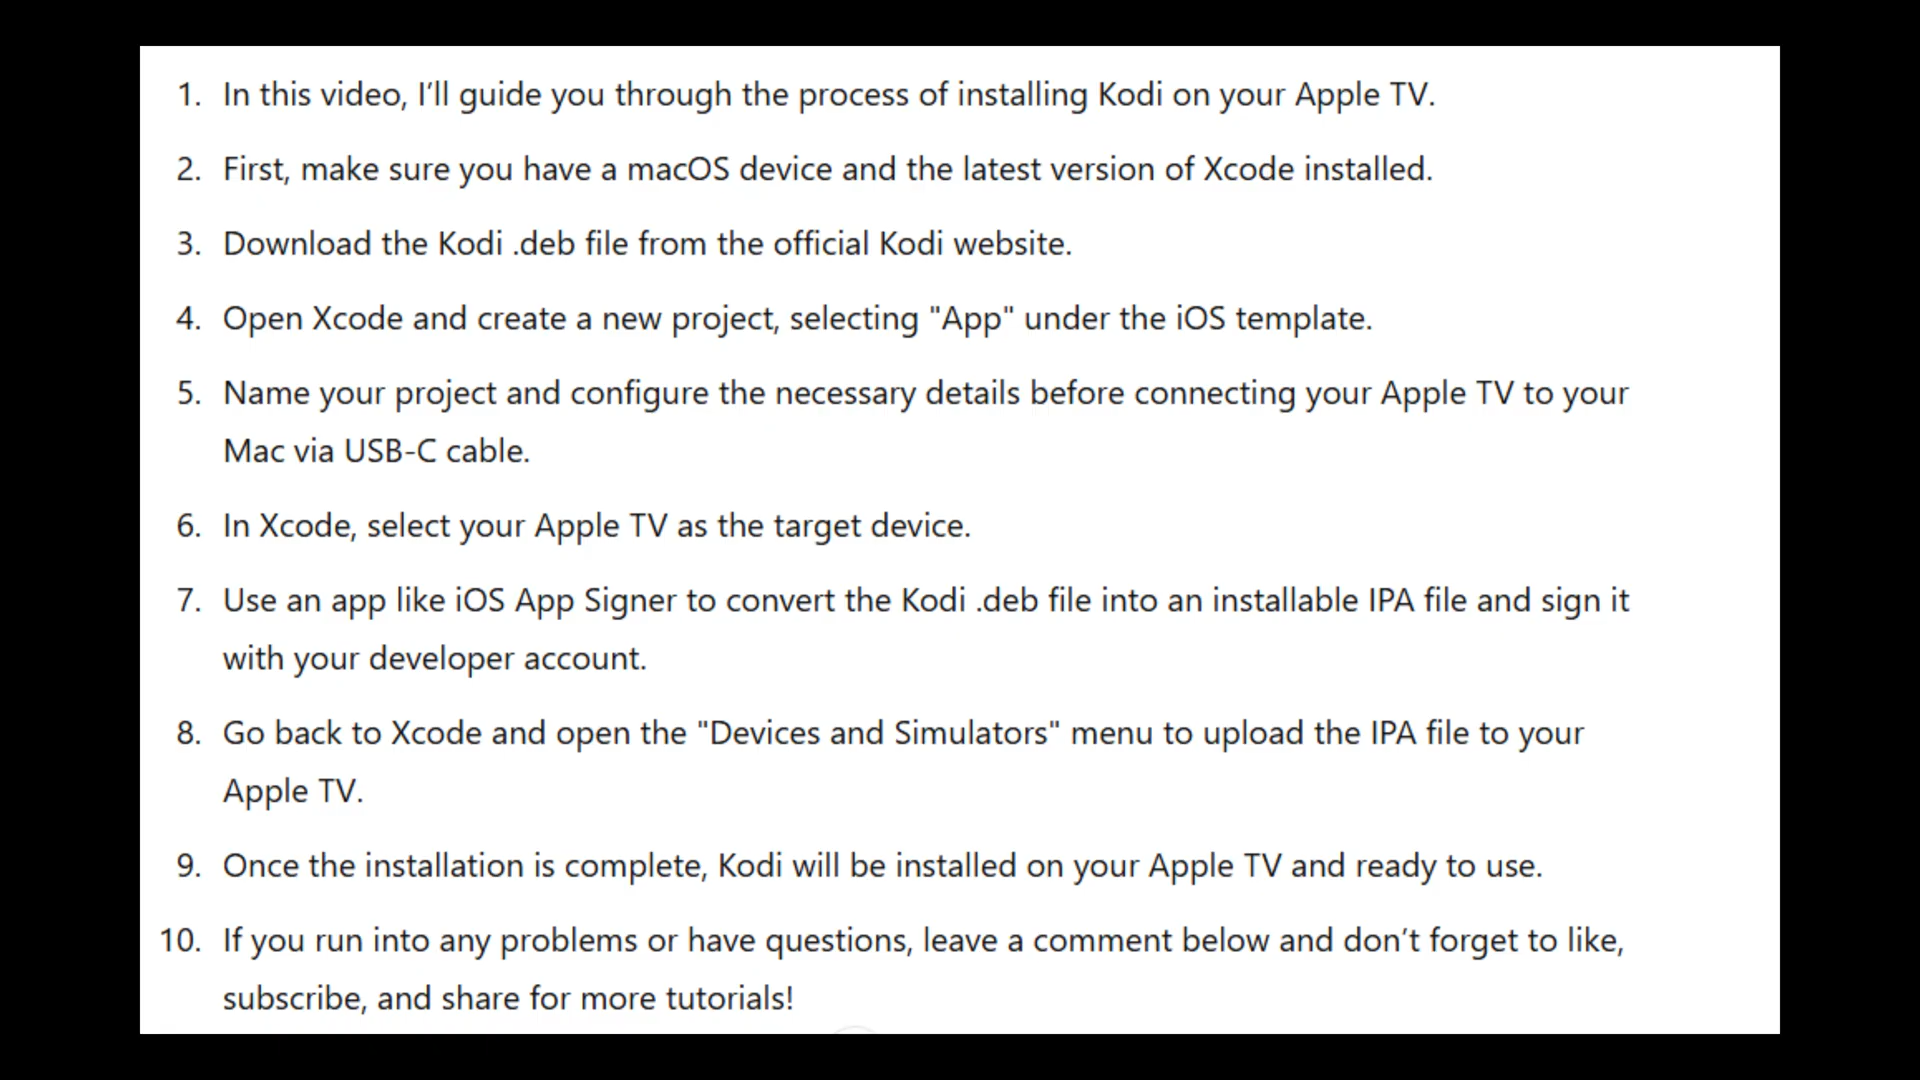 1. In this video, I’ll guide you through the process of installing Kodi on your Apple TV.
2. First, make sure you have a macOS device and the latest version of Xcode installed.
3. Download the Kodi .deb file from the official Kodi website.
4. Open Xcode and create a new project, selecting "App" under the iOS template.
5. Name your project and configure the necessary details before connecting your Apple TV to your
Mac via USB-C cable.
6. In Xcode, select your Apple TV as the target device.
7. Use an app like iOS App Signer to convert the Kodi .deb file into an installable IPA file and sign it
with your developer account.
8. Go back to Xcode and open the "Devices and Simulators" menu to upload the IPA file to your
Apple TV.
9. Once the installation is complete, Kodi will be installed on your Apple TV and ready to use.
10. If you run into any problems or have questions, leave a comment below and don’t forget to like,
subscribe, and share for more tutorials!